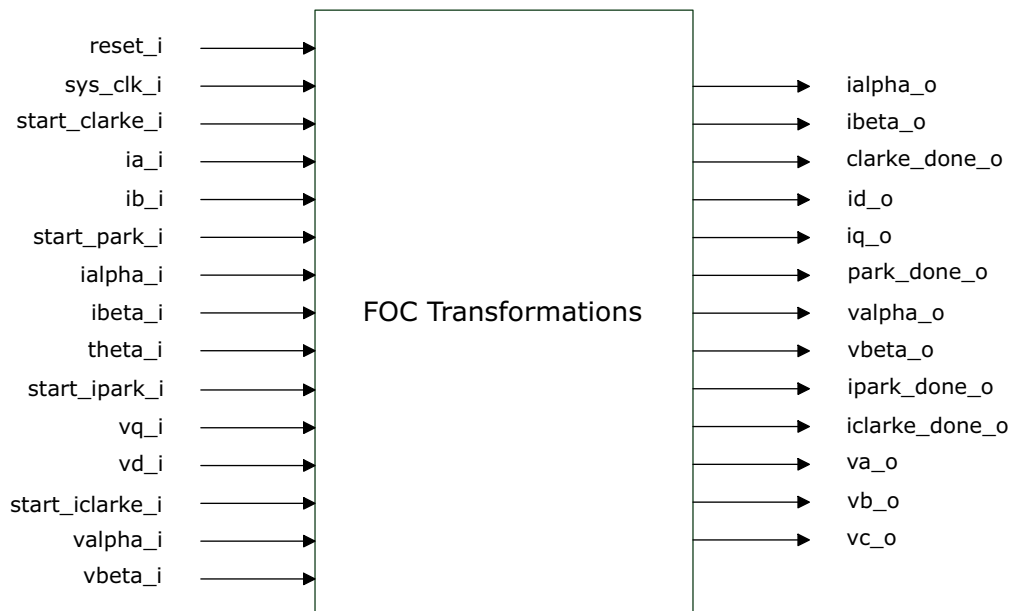 reset_i
sys_clk_i
start_clarke_i
ia_i
ib_i
start_park_i
ialpha_i
ibeta_i
theta_i
start_ipark_i
vq_i
vd_i
start_iclarke_i
valpha_i
vbeta_i
FOC Transformations
ialpha_o
ibeta_o
clarke_done_o
id_o
iq_o
park_done_o
valpha_o
vbeta_o
ipark_done_o
iclarke_done_o
va_o
vb_o
vc_o